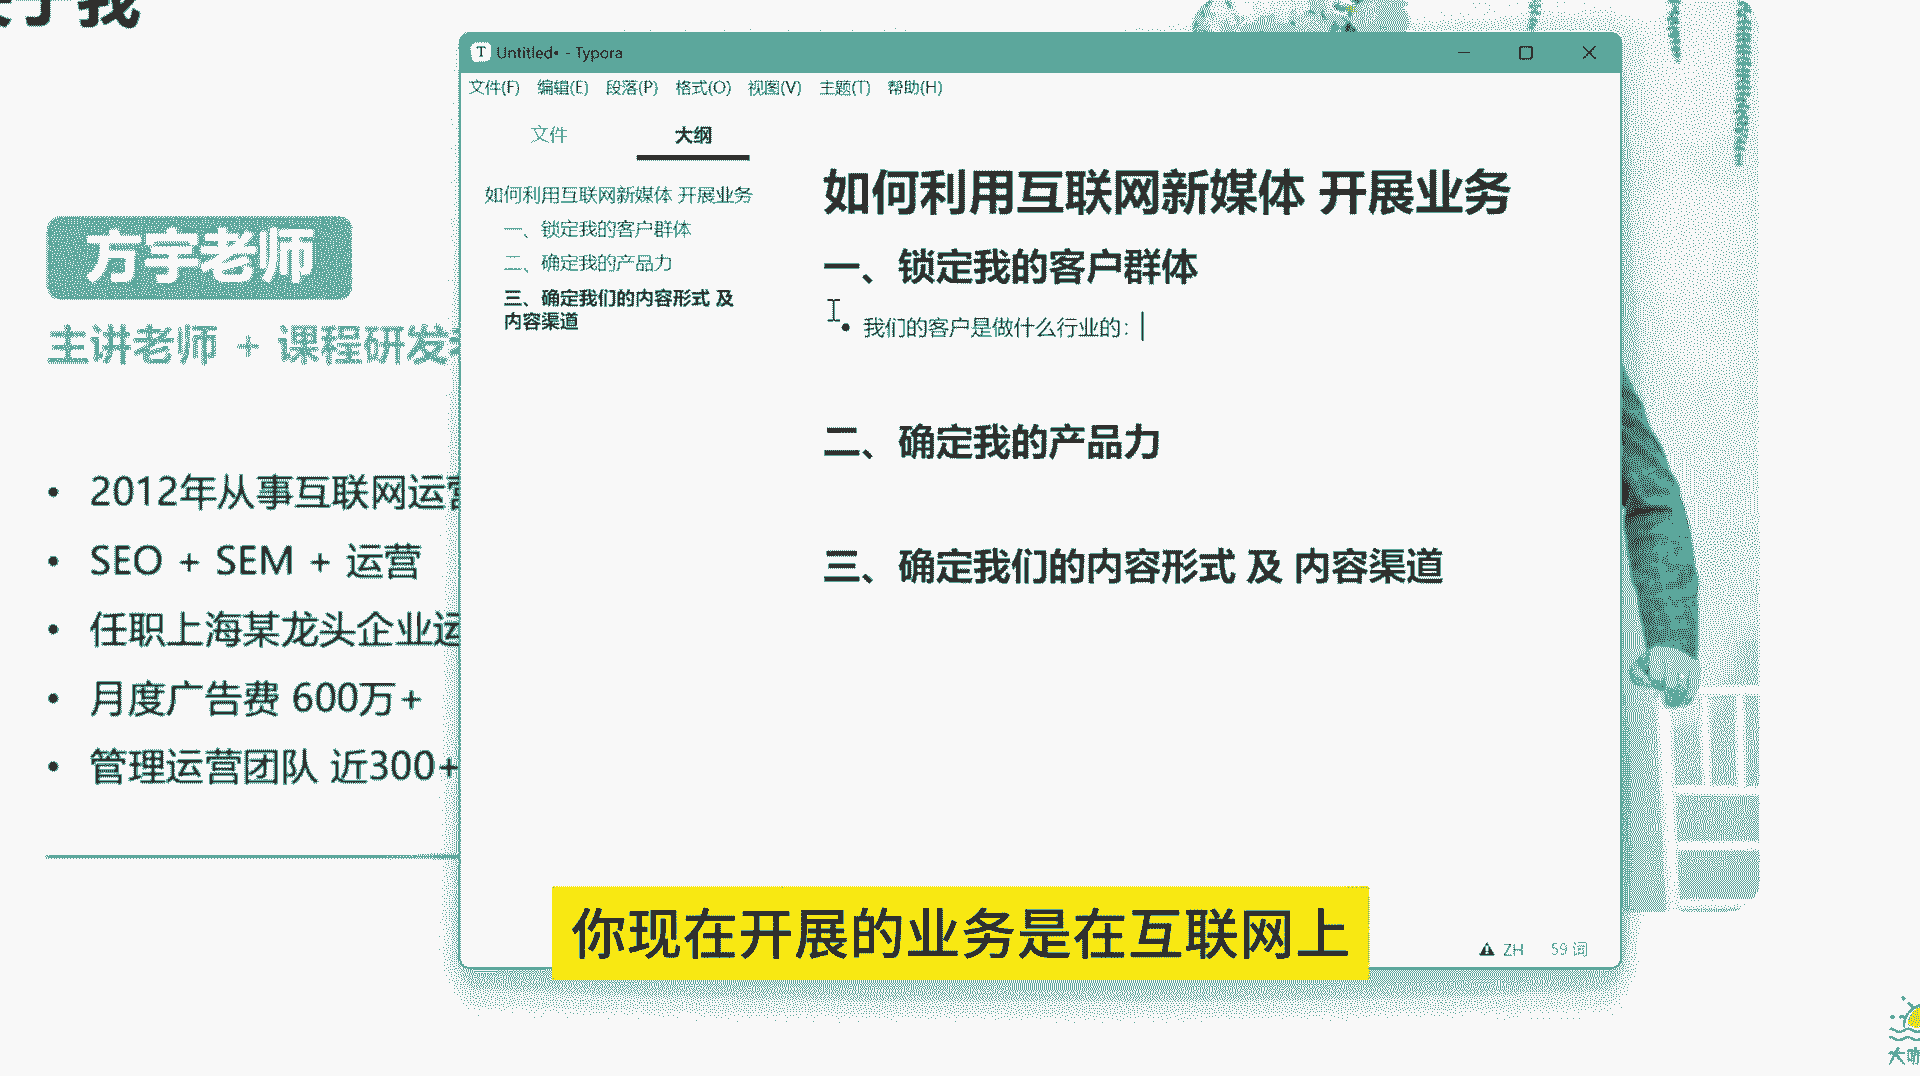 我
Untitled• - Typora
文件(F) 编辑(E) 段落(P) 格式(O) 视图(V) 主题(T) 帮助(H)
文件 大纲
如何利用互联网新媒体 开展业务
一、锁定我的客户群体
二、确定我的产品力
三、确定我们的内容形式 及
内容渠道
如何利用互联网新媒体 开展业务
一、锁定我的客户群体
• 我们的客户是做什么行业的：
二、确定我的产品力
三、确定我们的内容形式 及 内容渠道
方宇老师
主讲老师 + 课程研发
• 2012年从事互联网运营
• SEO + SEM + 运营
• 任职上海某龙头企业运
• 月度广告费 600万+
• 管理运营团队 近300+
你现在开展的业务是在互联网上
ZH 59 词
大